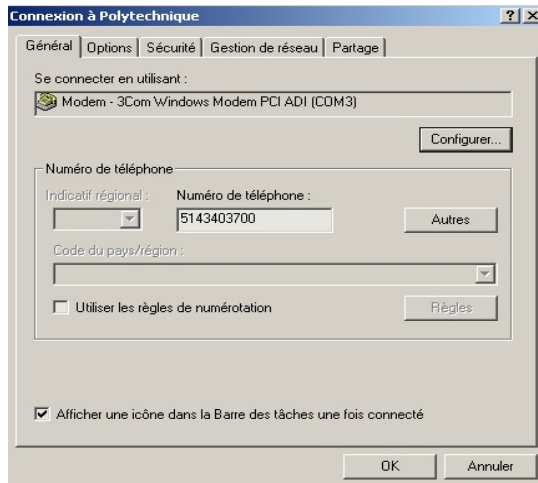 Connexion à Polytechnique
Général Options Sécurité Gestion de réseau Partage
Se connecter en utilisant :
Modem - 3Com Windows Modem PCI ADI (COM3)
Configurer...
Numéro de téléphone
Indicatif régional : Numéro de téléphone :
5143403700 Autres
Code du pays/région :
Utiliser les règles de numérotation Règles
Afficher une icône dans la Barre des tâches une fois connecté
OK Annuler